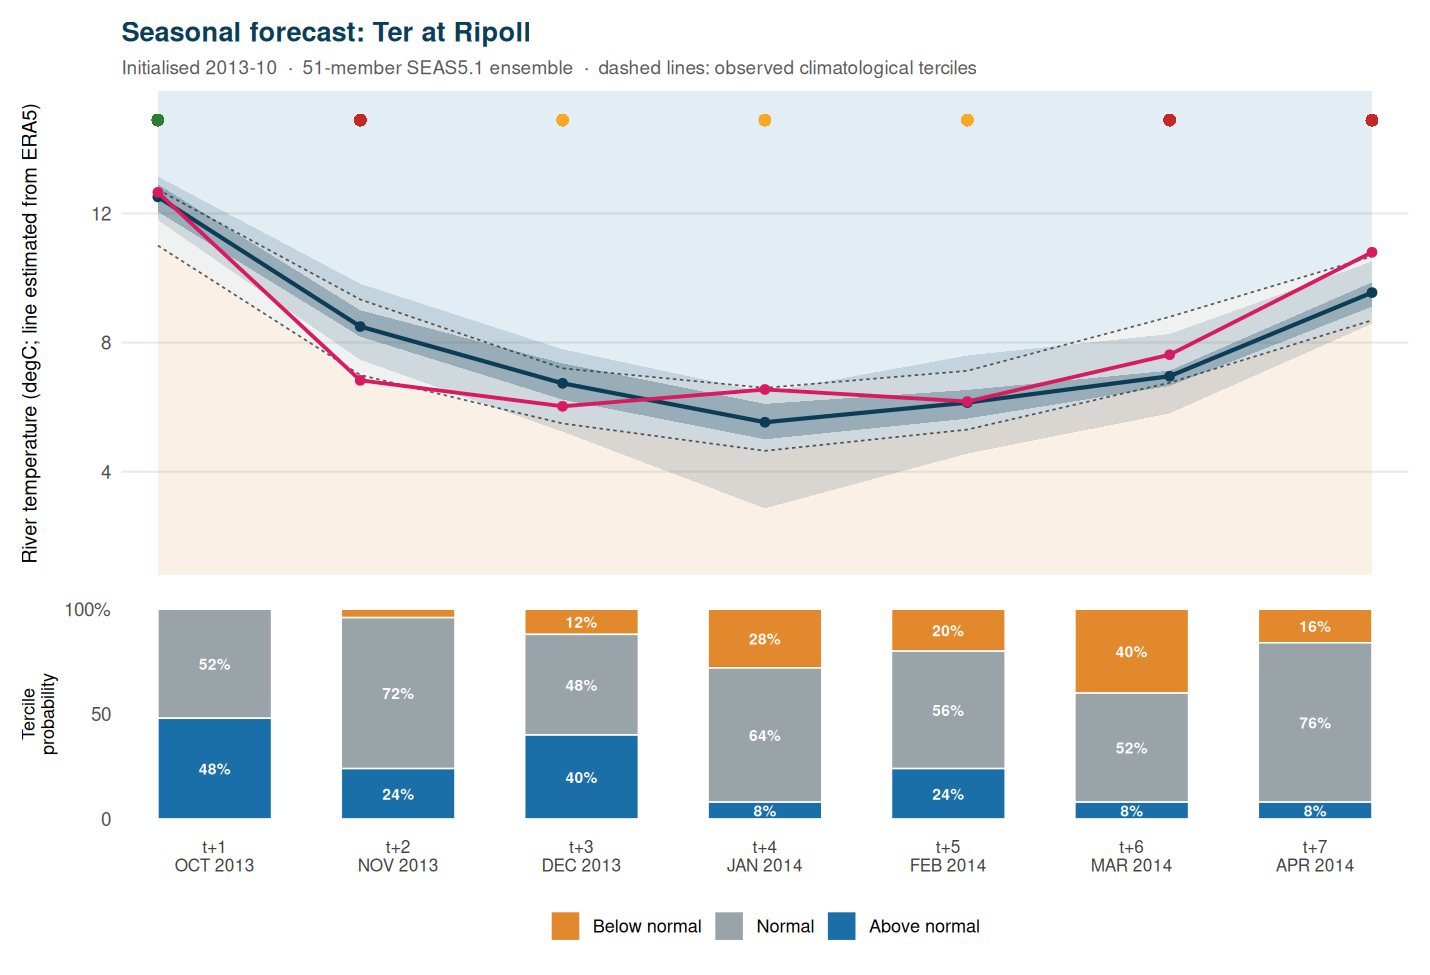 Seasonal forecast: Ter at Ripoll
Initialised 2013-10 · 51-member SEAS5.1 ensemble · dashed lines: observed climatological terciles
River temperature (degC; line estimated from ERA5)
12
8
4
Tercile
probability
100%
50
0
52%
48%
72%
24%
12%
48%
40%
28%
64%
8%
20%
56%
24%
40%
52%
8%
16%
76%
8%
t+1
OCT 2013
t+2
NOV 2013
t+3
DEC 2013
t+4
JAN 2014
t+5
FEB 2014
t+6
MAR 2014
t+7
APR 2014
Below normal
Normal
Above normal